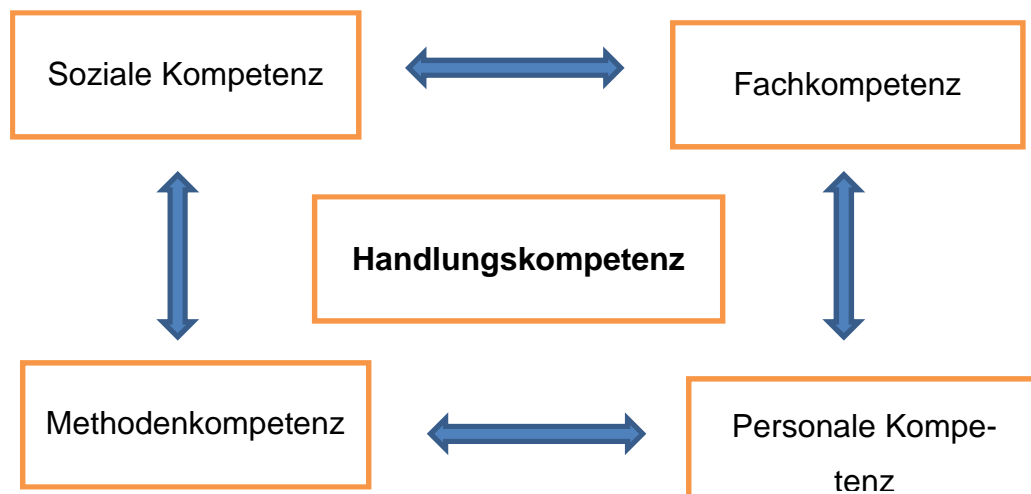 Soziale Kompetenz
Fachkompetenz
Handlungskompetenz
Methodenkompetenz
Personale Kompe-
tenz